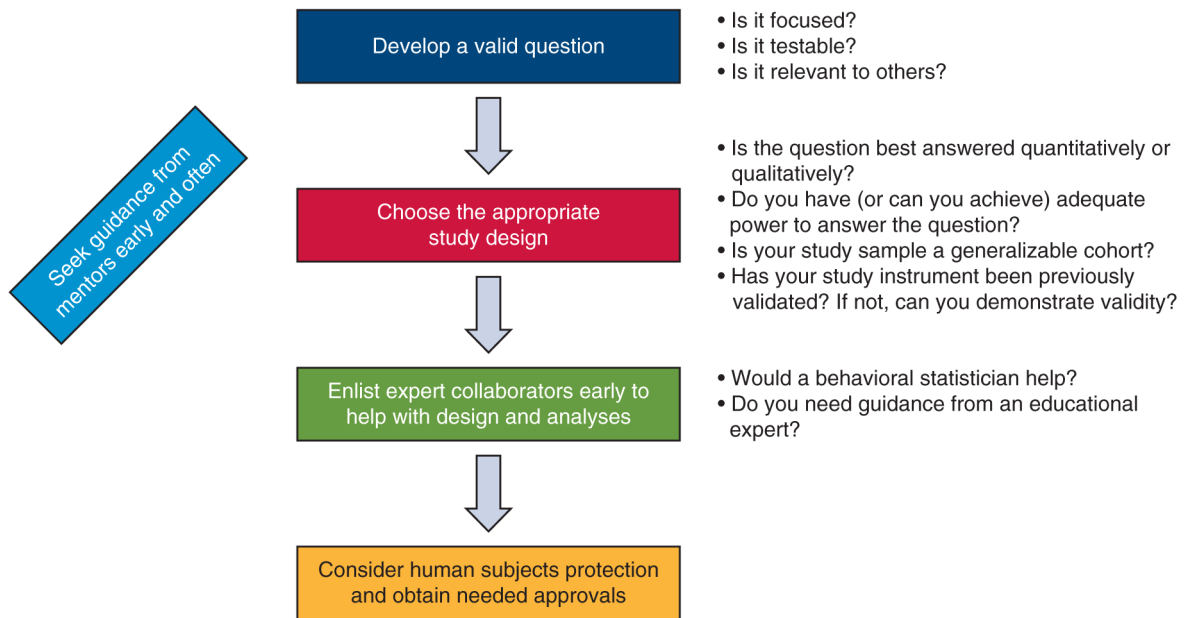 Develop a valid question
• Is it focused?
• Is it testable?
• Is it relevant to others?
Seek guidance from
mentors early and often
Choose the appropriate
study design
• Is the question best answered quantitatively or
qualitatively?
• Do you have (or can you achieve) adequate
power to answer the question?
• Is your study sample a generalizable cohort?
• Has your study instrument been previously
validated? If not, can you demonstrate validity?
Enlist expert collaborators early to
help with design and analyses
• Would a behavioral statistician help?
• Do you need guidance from an educational
expert?
Consider human subjects protection
and obtain needed approvals